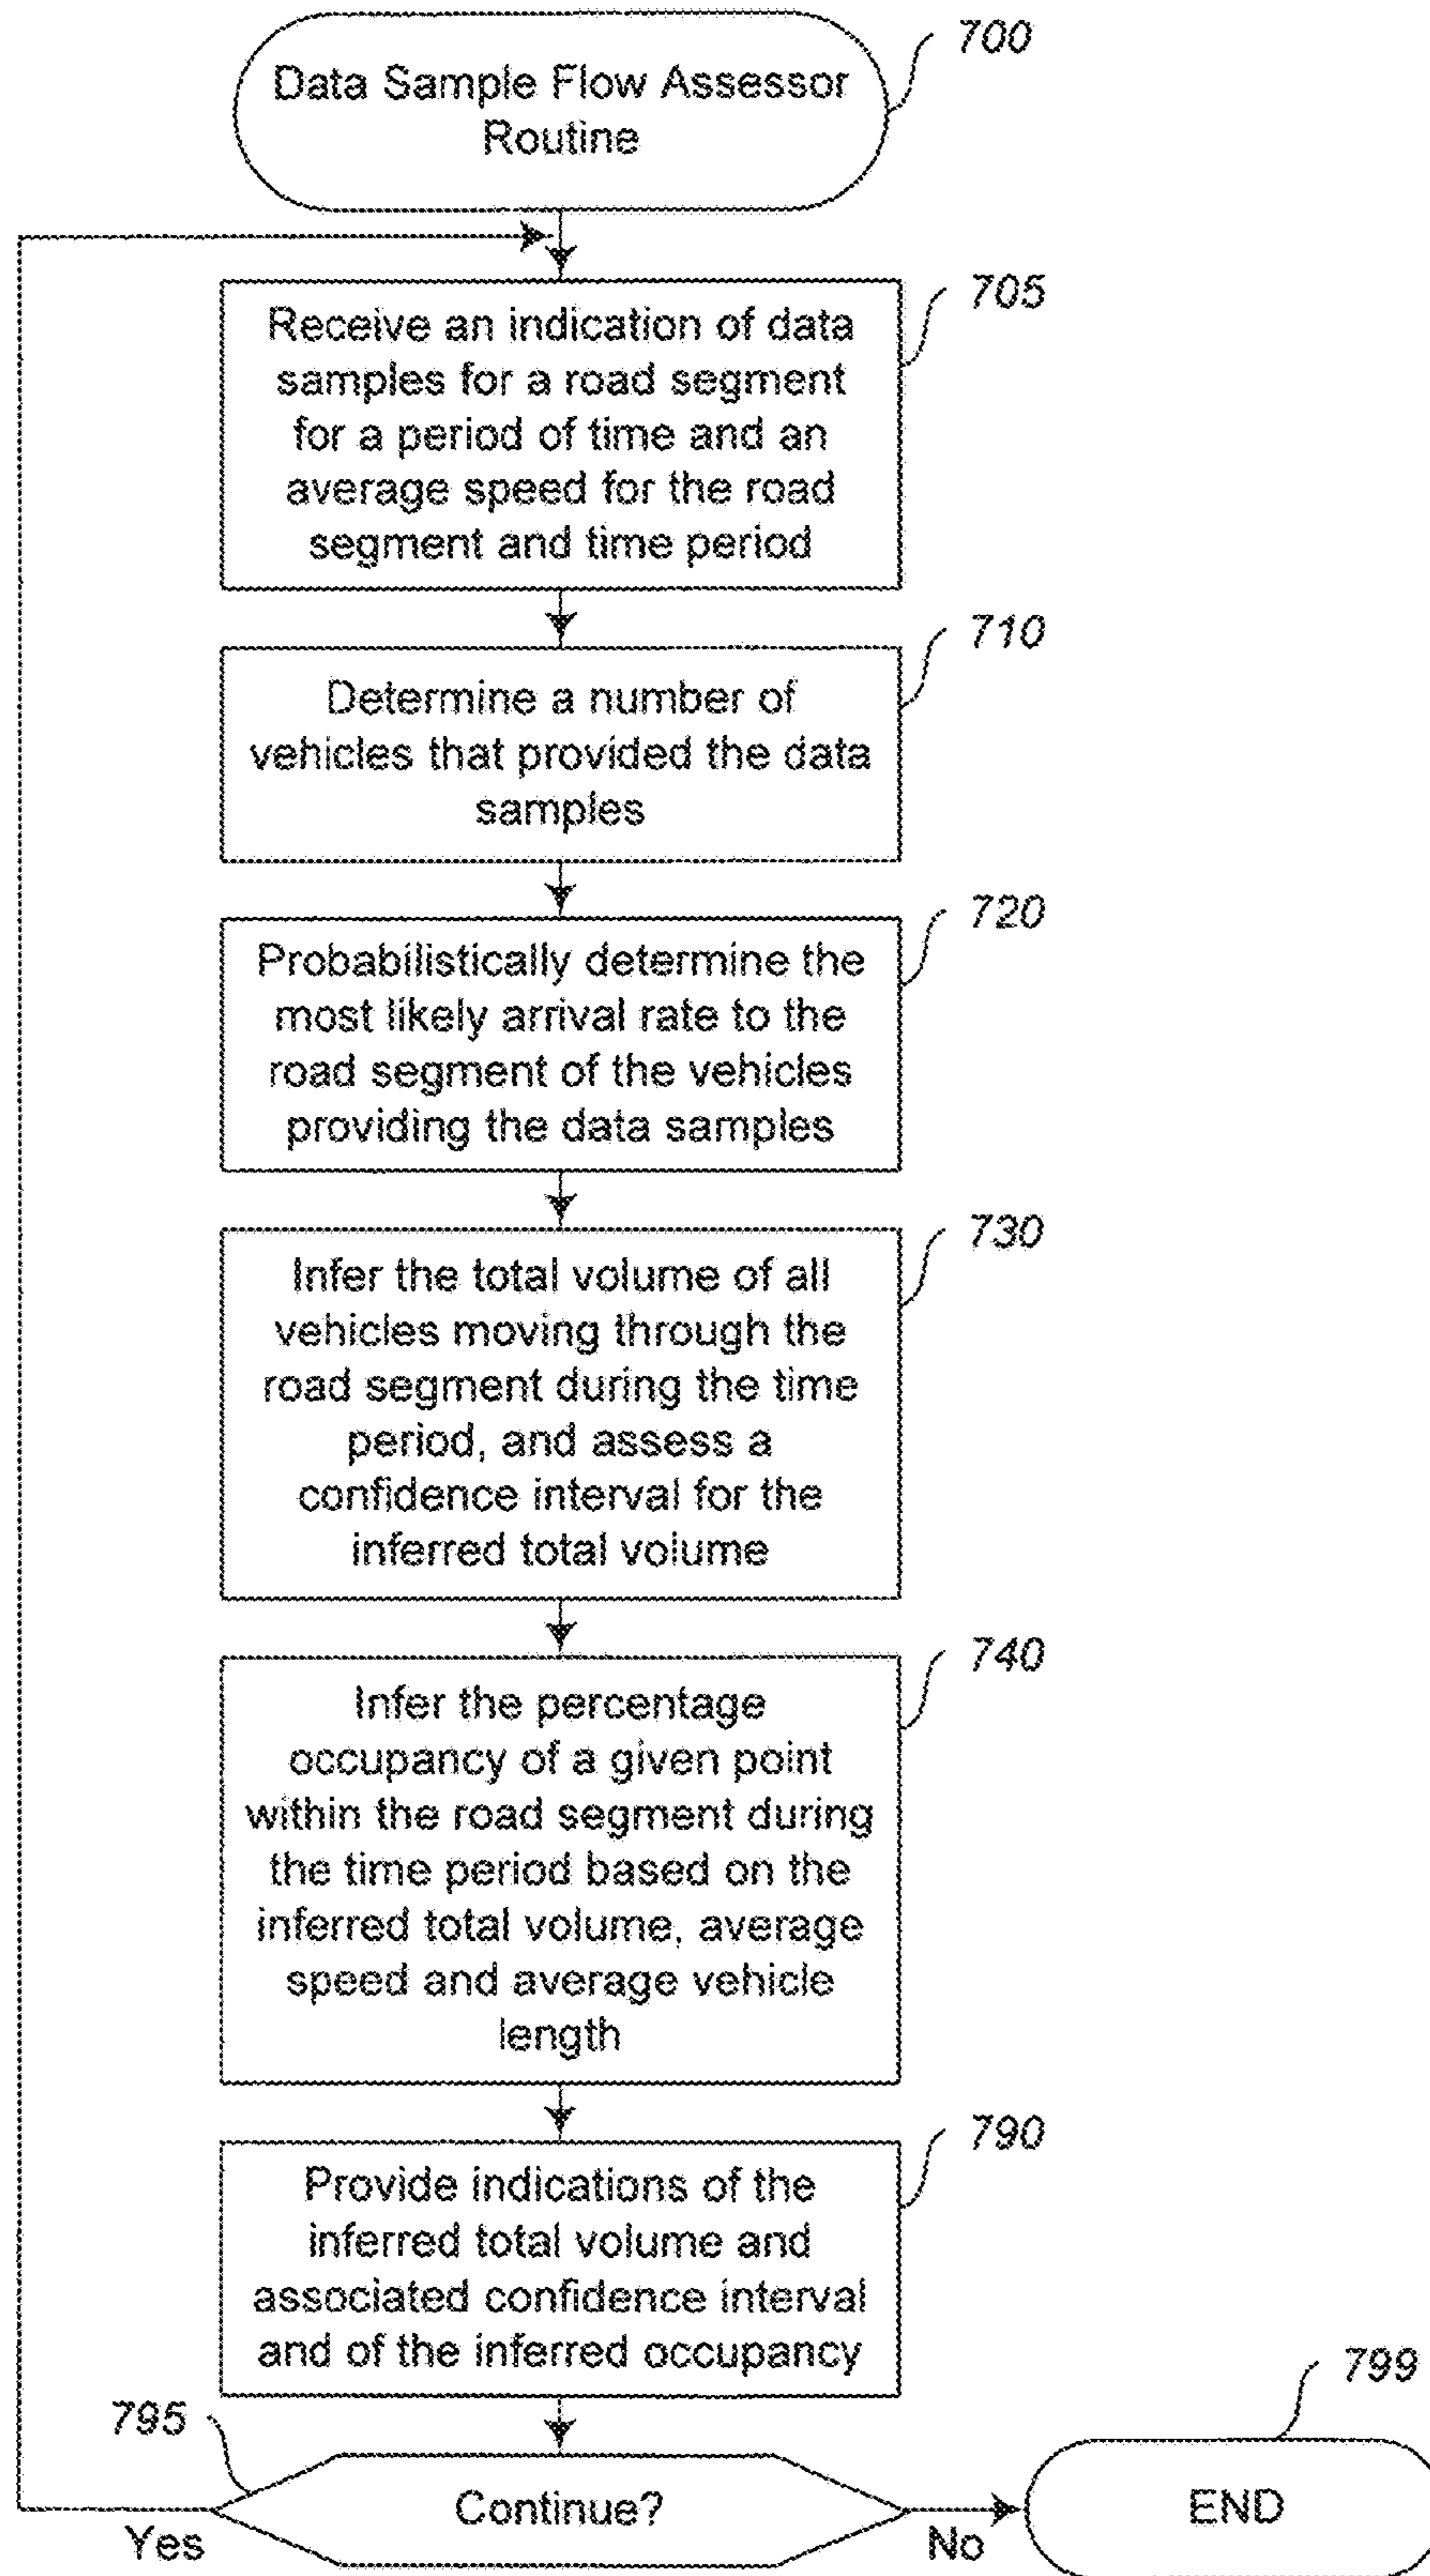 700
Data Sample Flow Assessor
Routine
705
Receive an indication of data
samples for a road segment
for a period of time and an
average speed for the road
segment and time period
710
Determine a number of
vehicles that provided the data
samples
720
Probabilistically determine the
most likely arrival rate to the
road segment of the vehicles
providing the data samples
730
Infer the total volume of all
vehicles moving through the
road segment during the time
period, and assess a
confidence interval for the
inferred total volume
740
Infer the percentage
occupancy of a given point
within the road segment during
the time period based on the
inferred total volume, average
speed and average vehicle
length
790
Provide indications of the
inferred total volume and
associated confidence interval
and of the inferred occupancy
795
Continue?
Yes
No
799
END